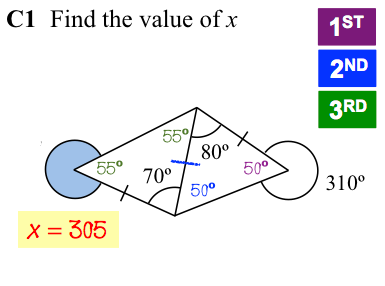 C1 Find the value of x
1ST
2ND
3RD
55º
80º
55º
70º
50º
50º
310º
x = 305